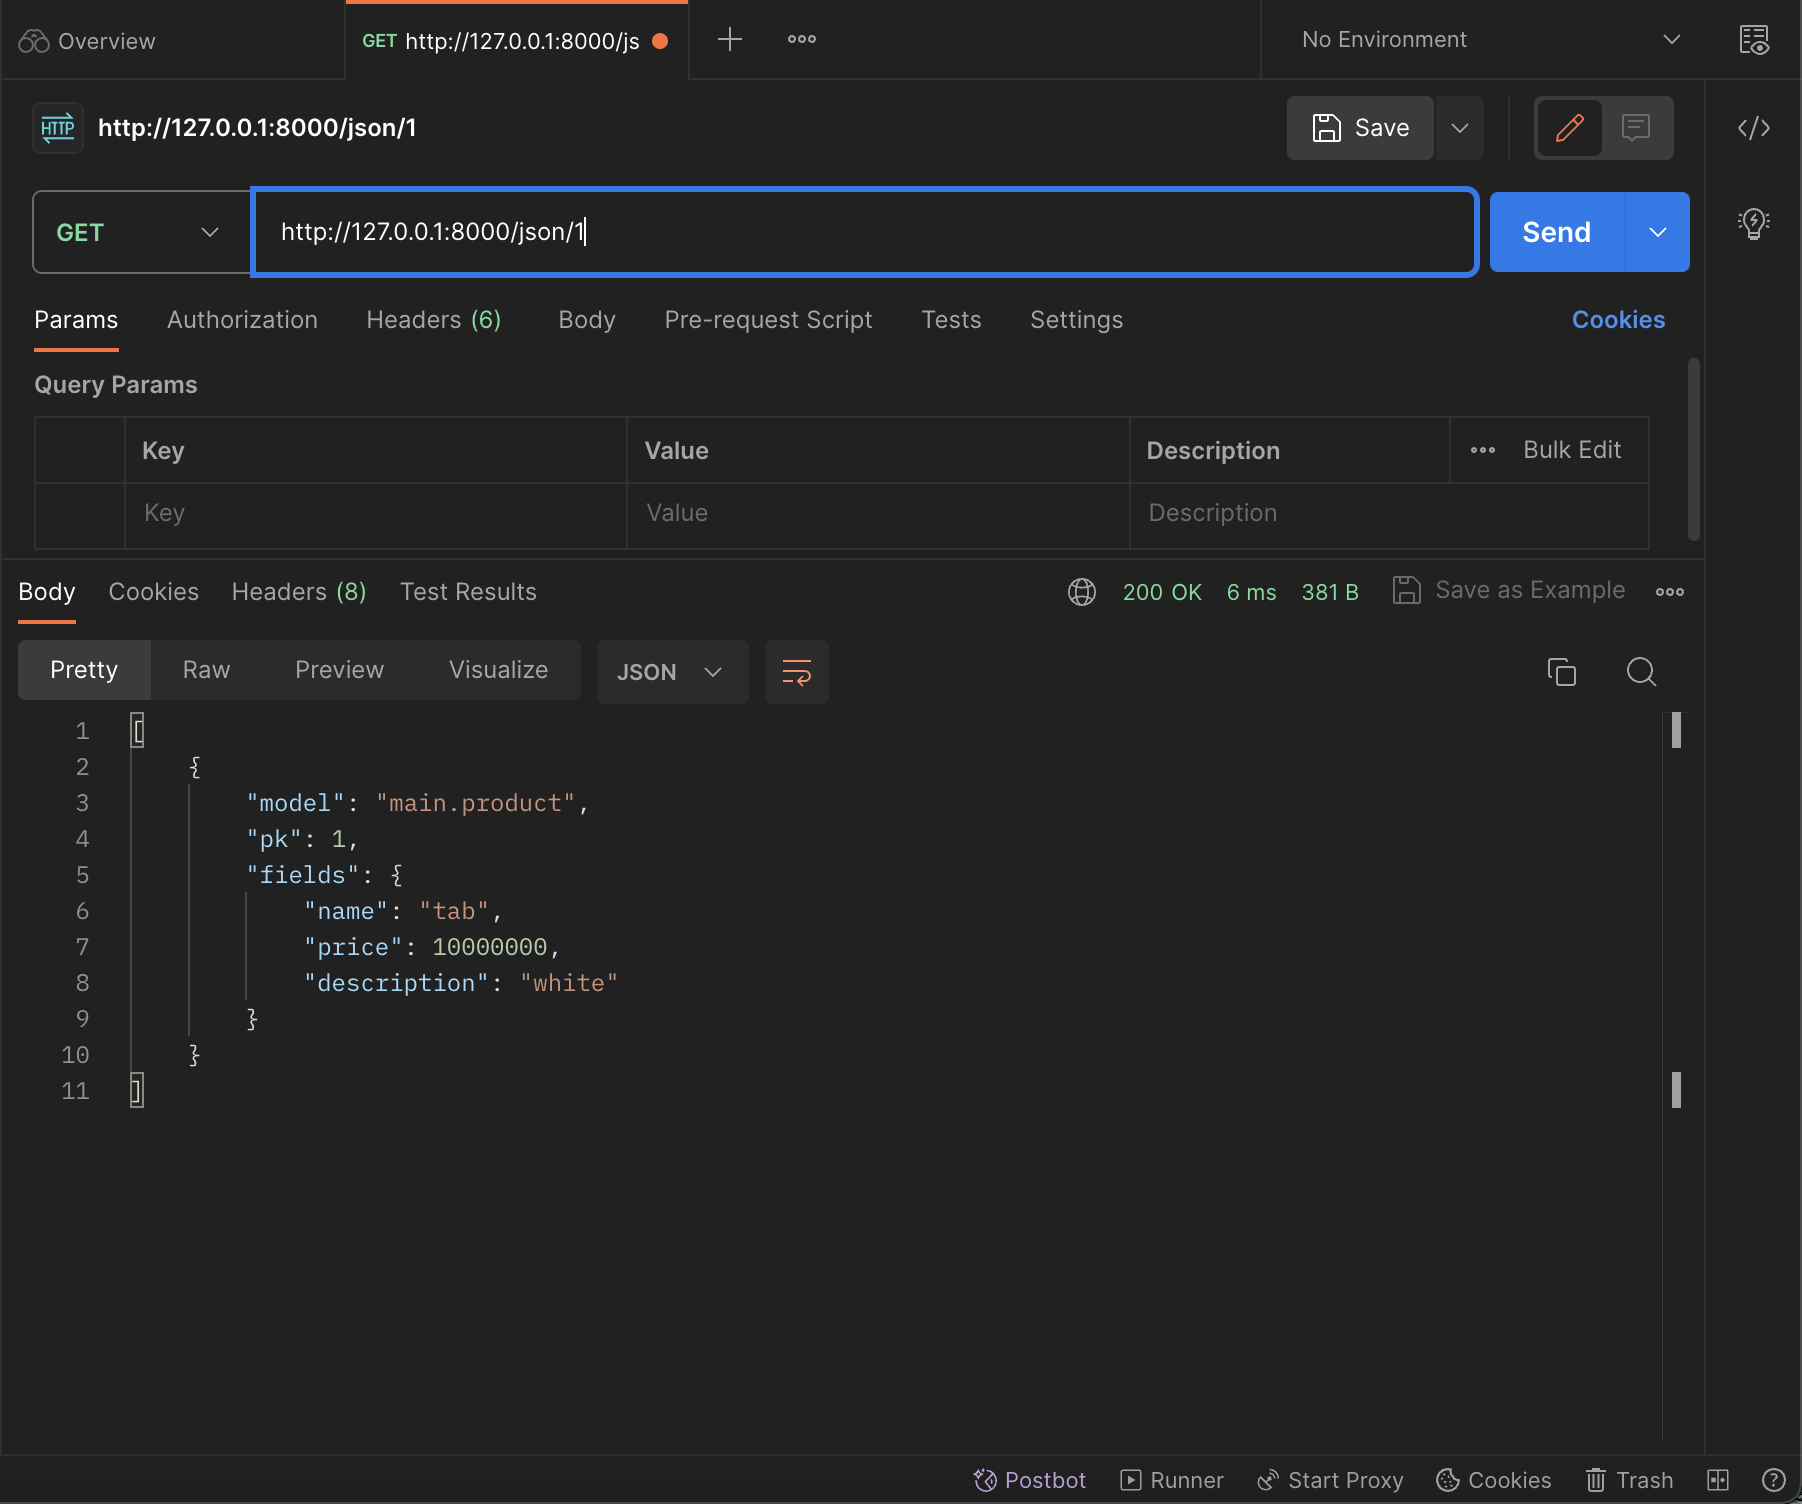 Overview
GET http://127.0.0.1:8000/js
No Environment
HTTP http://127.0.0.1:8000/json/1
Save
GET http://127.0.0.1:8000/json/1 Send
Params Authorization Headers (6) Body Pre-request Script Tests Settings Cookies
Query Params
Key Value Description Bulk Edit
Key Value Description
Body Cookies Headers (8) Test Results 200 OK 6 ms 381 B Save as Example
Pretty Raw Preview Visualize JSON
1 [
2 {
3 "model": "main.product",
4 "pk": 1,
5 "fields": {
6 "name": "tab",
7 "price": 10000000,
8 "description": "white"
9 }
10 }
11 ]
Postbot Runner Start Proxy Cookies Trash